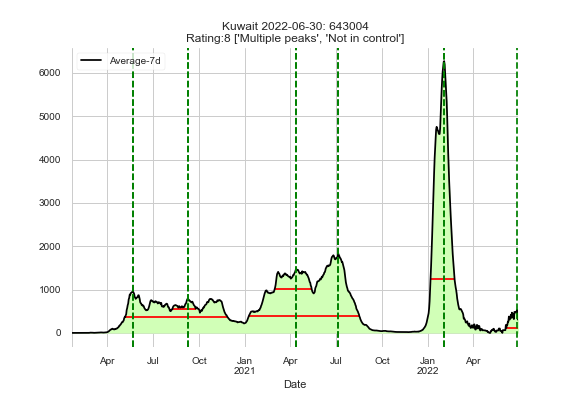 Kuwait 2022-06-30: 643004
Rating:8 ['Multiple peaks', 'Not in control']
Average-7d
6000
5000
4000
3000
2000
1000
0
Apr Jul Oct Jan Apr Jul Oct Jan Apr
2021 2022
Date